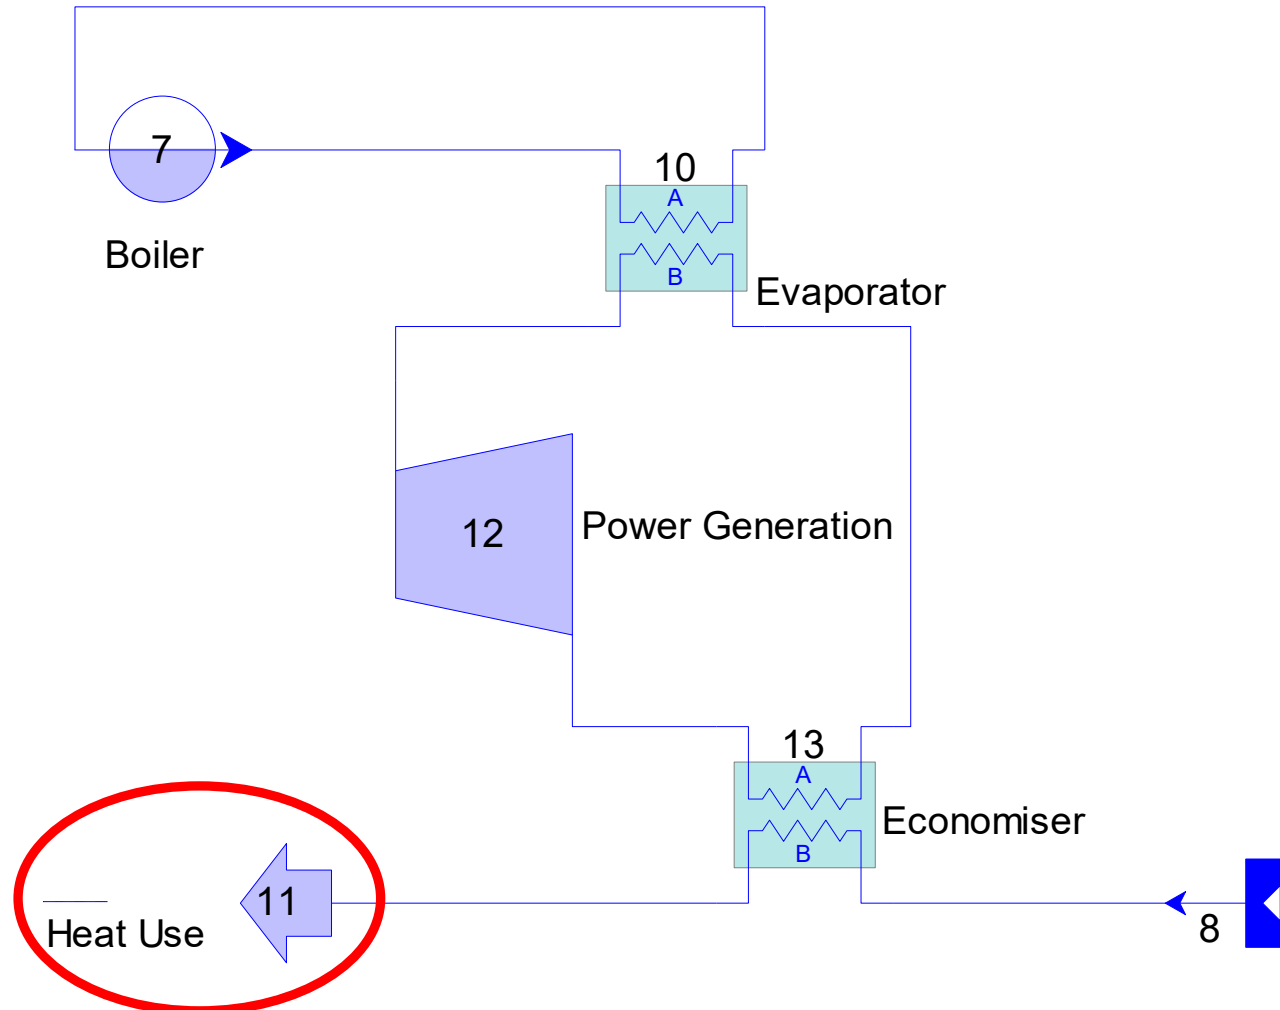 7
Boiler
10
A
B
Evaporator
12
Power Generation
13
A
B
Economiser
11
Heat Use
8